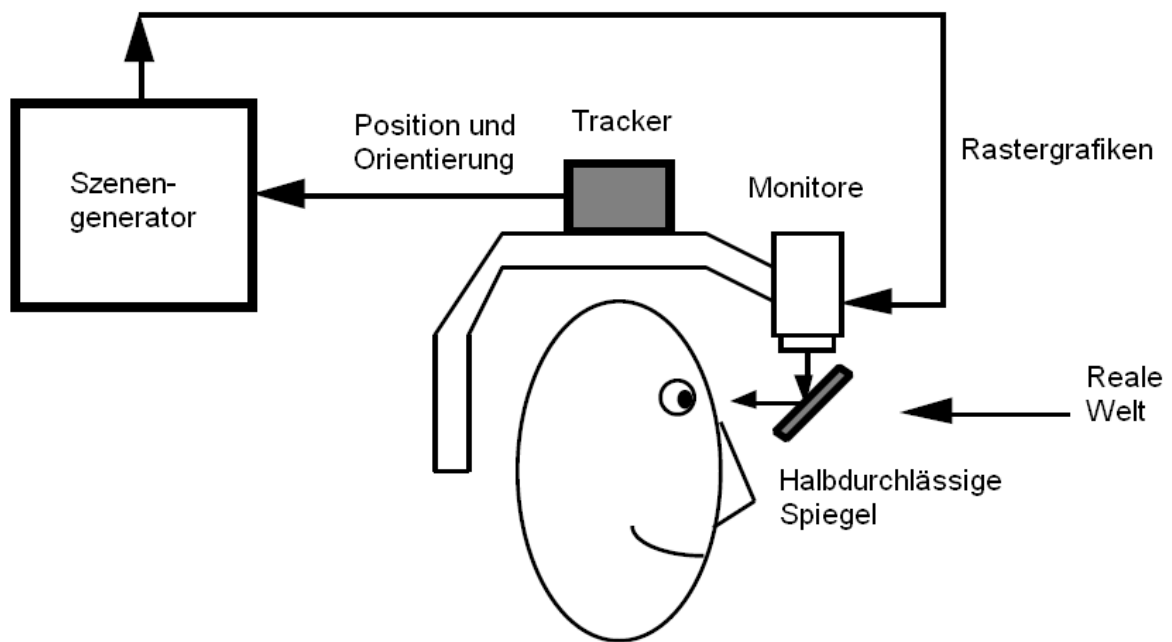 Position und
Orientierung
Tracker
Rastergrafiken
Szenen-
generator
Monitore
Reale
Welt
Halbdurchlässige
Spiegel